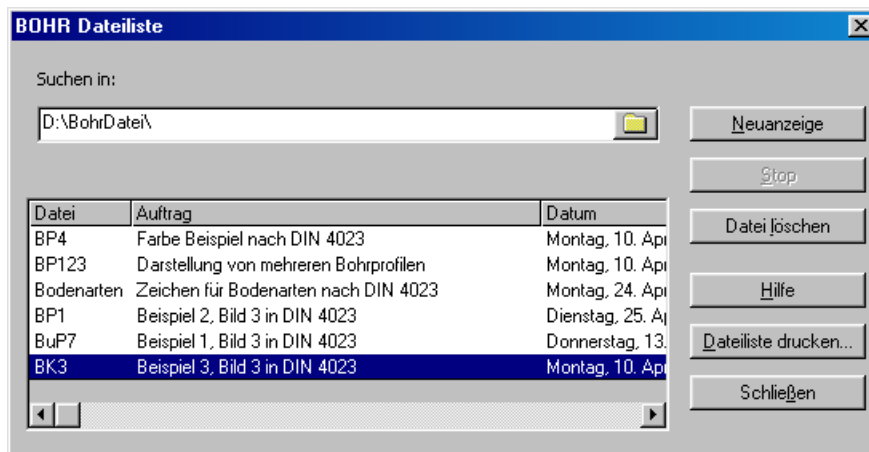 BOHR Dateiliste
Suchen in:
D:\BohrDatei\
Neuanzeige
Stop
Datei löschen
Hilfe
Dateiliste drucken...
Schließen
Datei Auftrag Datum
BP4 Farbe Beispiel nach DIN 4023 Montag, 10. Apr
BP123 Darstellung von mehreren Bohrprofilen Montag, 10. Apr
Bodenarten Zeichen für Bodenarten nach DIN 4023 Montag, 24. Apr
BP1 Beispiel 2, Bild 3 in DIN 4023 Dienstag, 25. Ap
BuP7 Beispiel 1, Bild 3 in DIN 4023 Donnerstag, 13.
BK3 Beispiel 3, Bild 3 in DIN 4023 Montag, 10. Apr